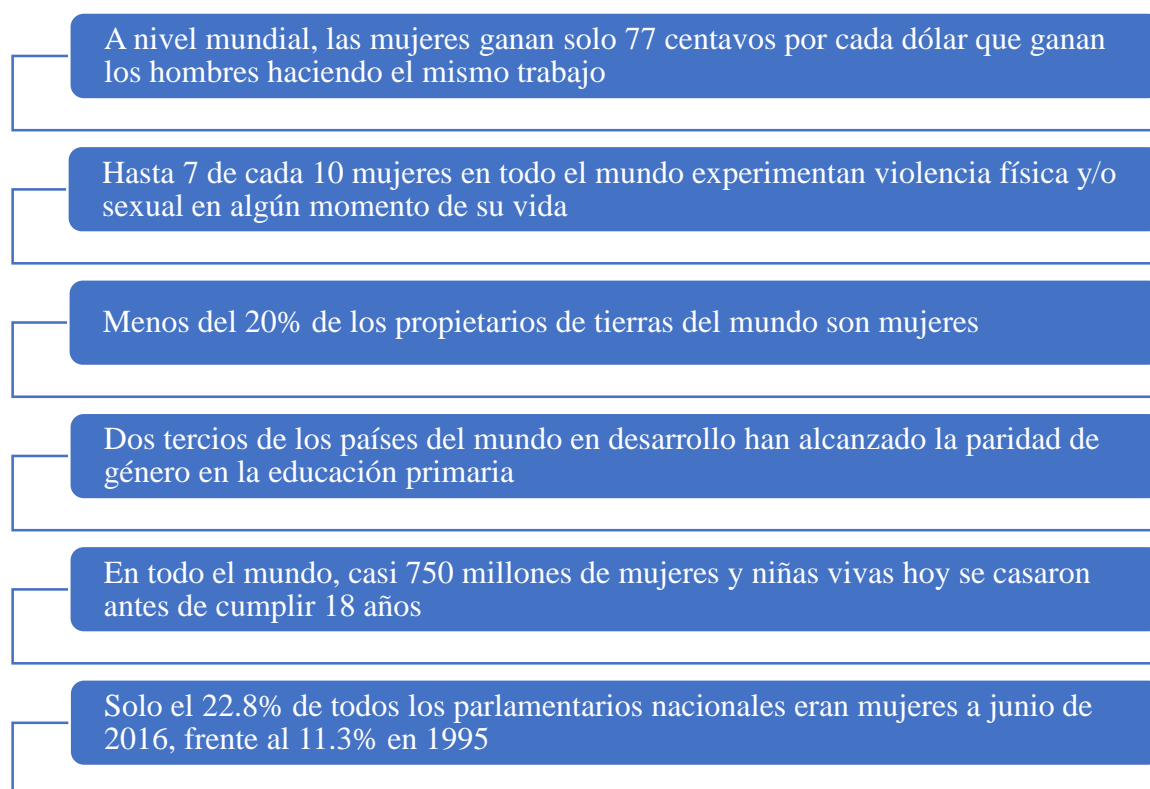 A nivel mundial, las mujeres ganan solo 77 centavos por cada dólar que ganan
los hombres haciendo el mismo trabajo
Hasta 7 de cada 10 mujeres en todo el mundo experimentan violencia física y/o
sexual en algún momento de su vida
Menos del 20% de los propietarios de tierras del mundo son mujeres
Dos tercios de los países del mundo en desarrollo han alcanzado la paridad de
género en la educación primaria
En todo el mundo, casi 750 millones de mujeres y niñas vivas hoy se casaron
antes de cumplir 18 años
Solo el 22.8% de todos los parlamentarios nacionales eran mujeres a junio de
2016, frente al 11.3% en 1995